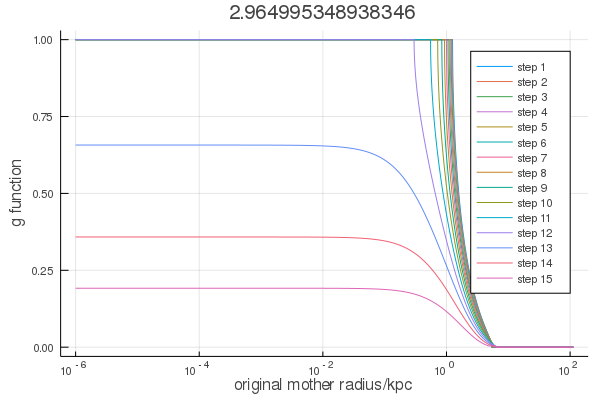 2.964995348938346
g function
1.00
0.75
0.50
0.25
0.00
step 1
step 2
step 3
step 4
step 5
step 6
step 7
step 8
step 9
step 10
step 11
step 12
step 13
step 14
step 15
10^-6 10^-4 10^-2 10^0 10^2
original mother radius/kpc